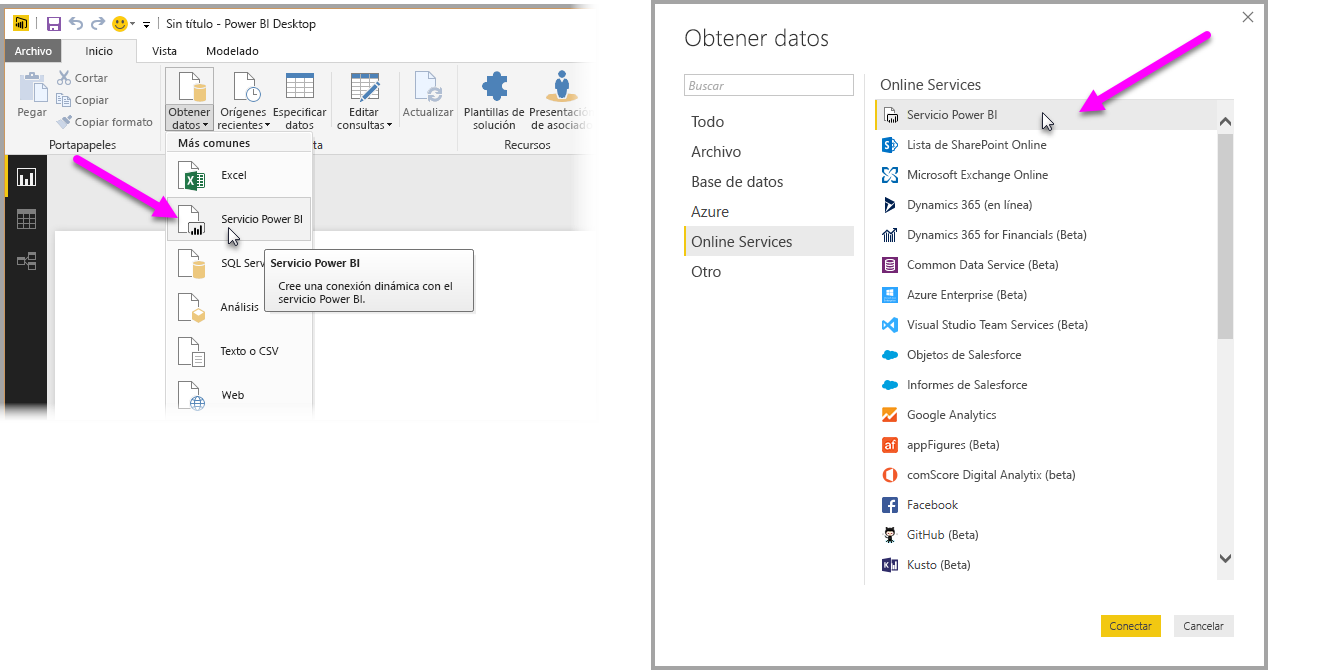 Sin título - Power BI Desktop
Archivo
Inicio
Vista
Modelado
Pegar
Cortar
Copiar
Copiar formato
Portapapeles
Obtener
datos
Orígenes
recientes
Especificar
datos
Editar
consultas
Actualizar
Plantillas de
solución
Presentació
de asociado
Recursos
ta
Más comunes
Excel
Servicio Power BI
SQL Serv
Análisis
Texto o CSV
Web
Servicio Power BI
Cree una conexión dinámica con el
servicio Power BI.
Obtener datos
Buscar
Todo
Archivo
Base de datos
Azure
Online Services
Otro
Online Services
Servicio Power BI
Lista de SharePoint Online
Microsoft Exchange Online
Dynamics 365 (en línea)
Dynamics 365 for Financials (Beta)
Common Data Service (Beta)
Azure Enterprise (Beta)
Visual Studio Team Services (Beta)
Objetos de Salesforce
Informes de Salesforce
Google Analytics
appFigures (Beta)
comScore Digital Analytix (beta)
Facebook
GitHub (Beta)
Kusto (Beta)
Conectar
Cancelar